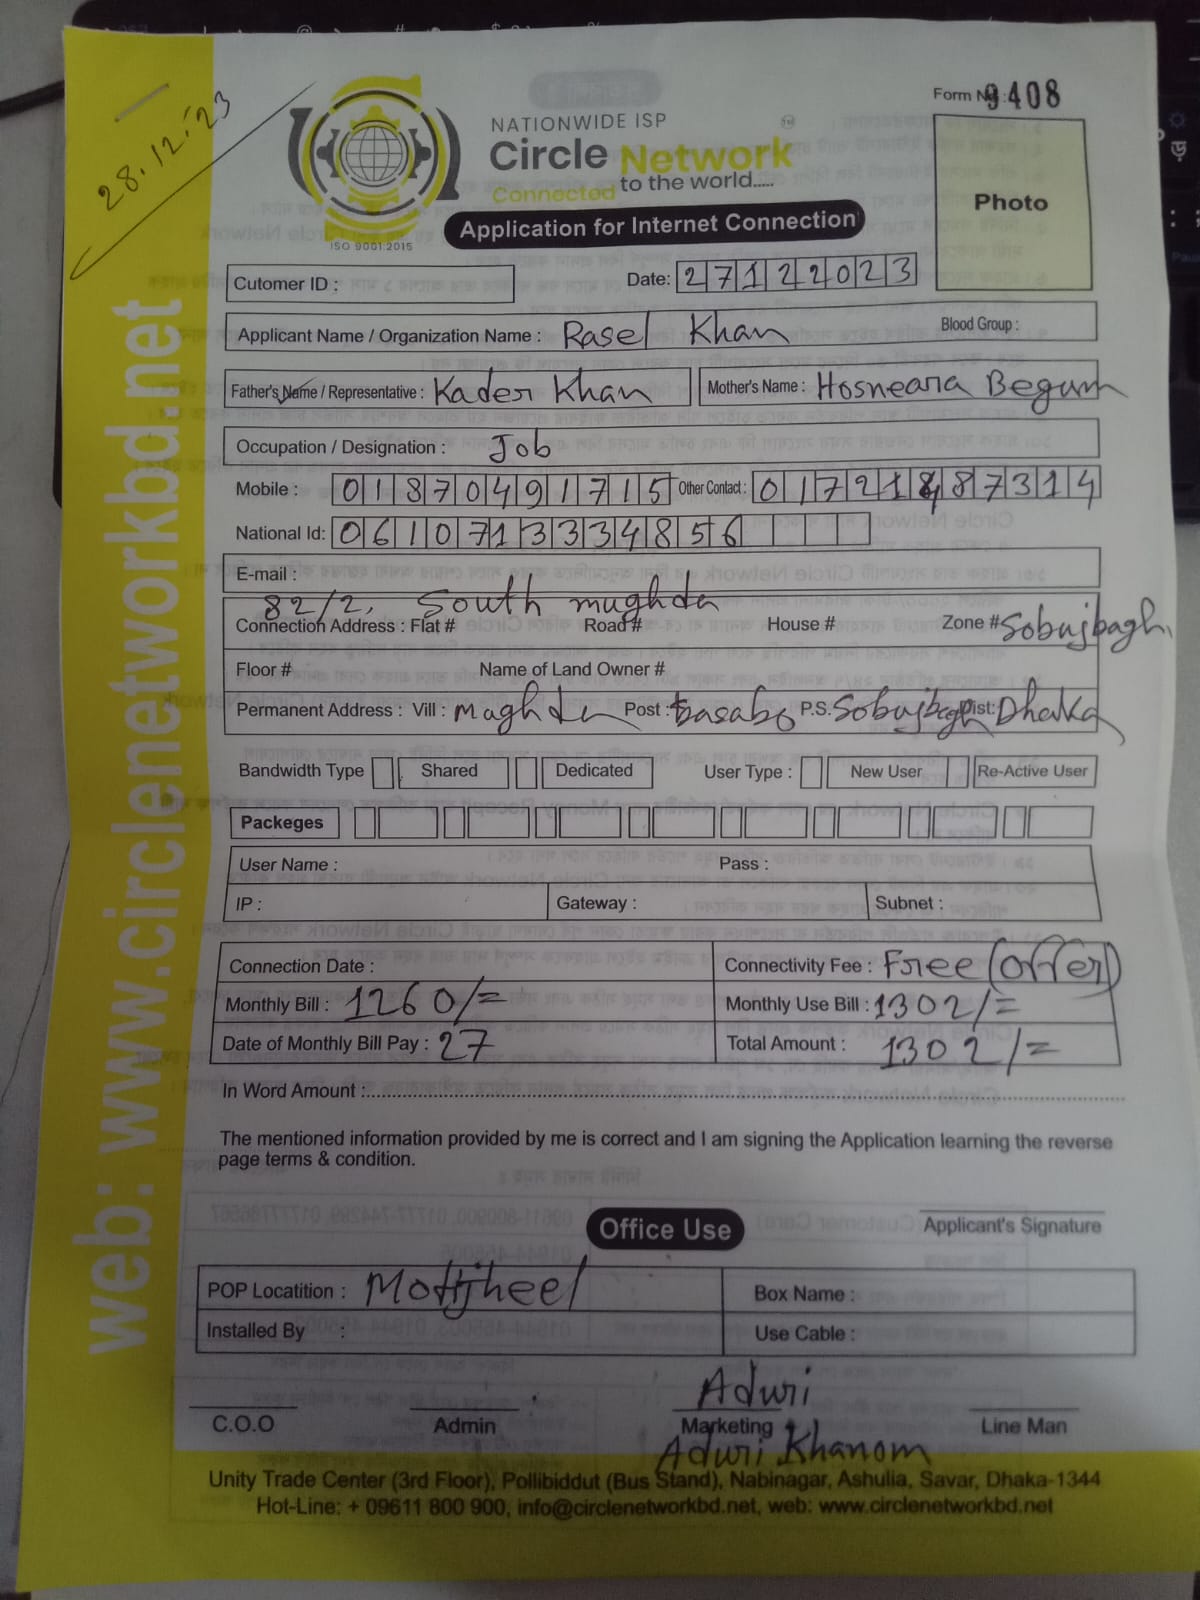 28.12.'23
Form No: 9408
NATIONWIDE ISP
Circle Network
Connected to the world.....
ISO 9001:2015
Application for Internet Connection
Photo
Cutomer ID :
Date: 27122023
Applicant Name / Organization Name : Rasel Khan
Blood Group :
Father's Name / Representative : Kader Khan
Mother's Name : Hosneara Begum
Occupation / Designation : Job
Mobile : 01870491715 Other Contact : 01721887314
National Id: 0610713334856
E-mail :
82/2, South mughda
Connection Address : Flat # Road # House # Zone # Sobujbagh,
Floor # Name of Land Owner #
Permanent Address : Vill : Maghda Post : basabo P.S. Sobujbagh Dist: Dhaka
Bandwidth Type Shared Dedicated User Type : New User Re-Active User
Packeges
User Name : Pass :
IP : Gateway : Subnet :
Connection Date : Connectivity Fee : Free (offer)
Monthly Bill : 1260/= Monthly Use Bill : 1302/=
Date of Monthly Bill Pay : 27 Total Amount : 1302/=
In Word Amount :
The mentioned information provided by me is correct and I am signing the Application learning the reverse
page terms & condition.
Office Use
Applicant's Signature
POP Locatition : Motijheel Box Name :
Installed By : Use Cable :
Aduri
C.O.O Admin Marketing Line Man
Aduri Khanom
Unity Trade Center (3rd Floor), Pollibiddut (Bus Stand), Nabinagar, Ashulia, Savar, Dhaka-1344
Hot-Line: + 09611 800 900, info@circlenetworkbd.net, web: www.circlenetworkbd.net
web: www.circlenetworkbd.net